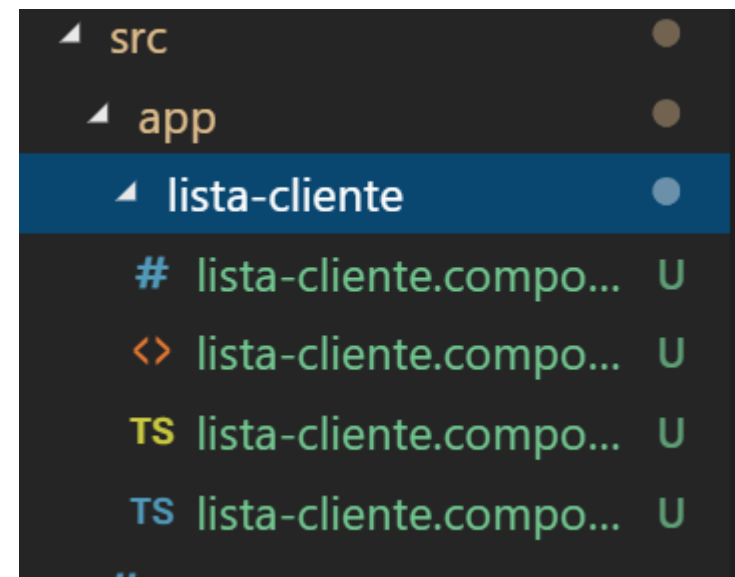 src
app
lista-cliente
# lista-cliente.compo... U
<> lista-cliente.compo... U
TS lista-cliente.compo... U
TS lista-cliente.compo... U